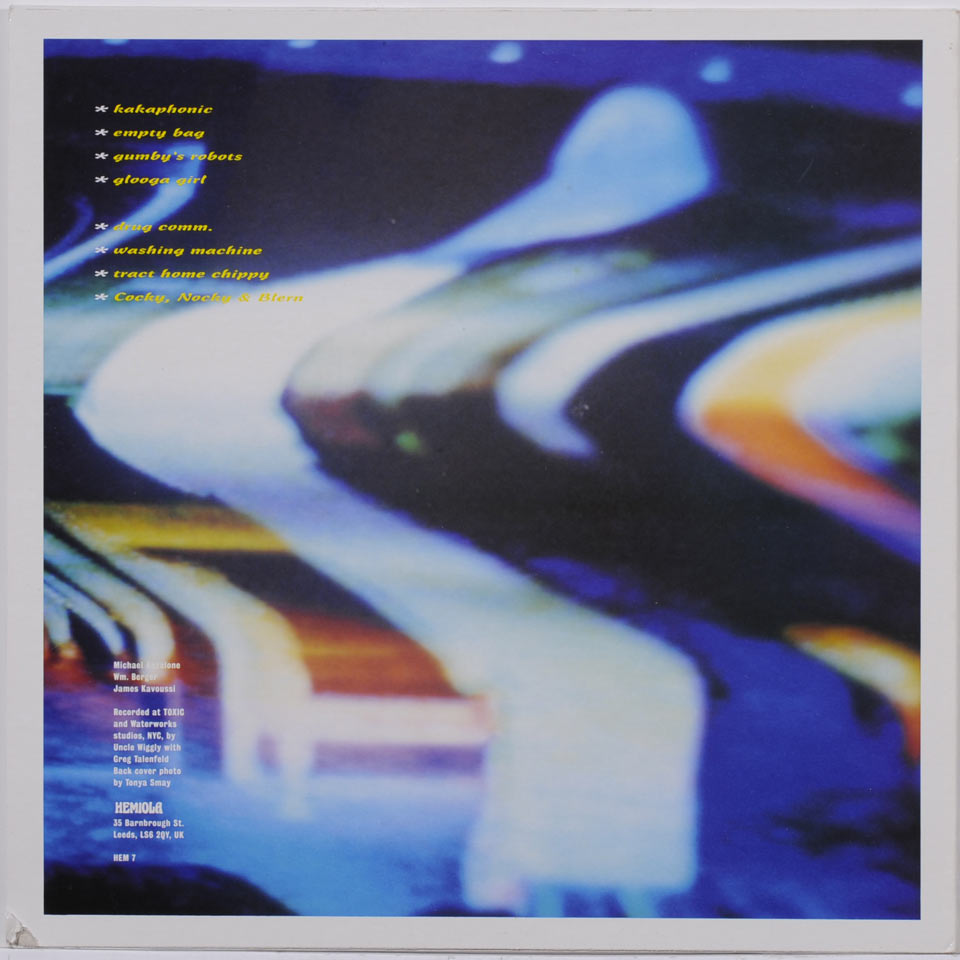 * kakaphonic
* empty bag
* gumby's robots
* glooga girl
* drug comm.
* washing machine
* tract home chippy
* Cocky, Nocky & Blern
Michael
Wm. Berger
James Kavoussi
Recorded at TOXIC
and Waterworks
studios, NYC, by
Uncle Wiggly with
Greg Talenfeld
Back cover photo
by Tonya Smay
HEMIOLA
35 Barnbrough St.
Leeds, LS6 2QY, UK
HEM 7